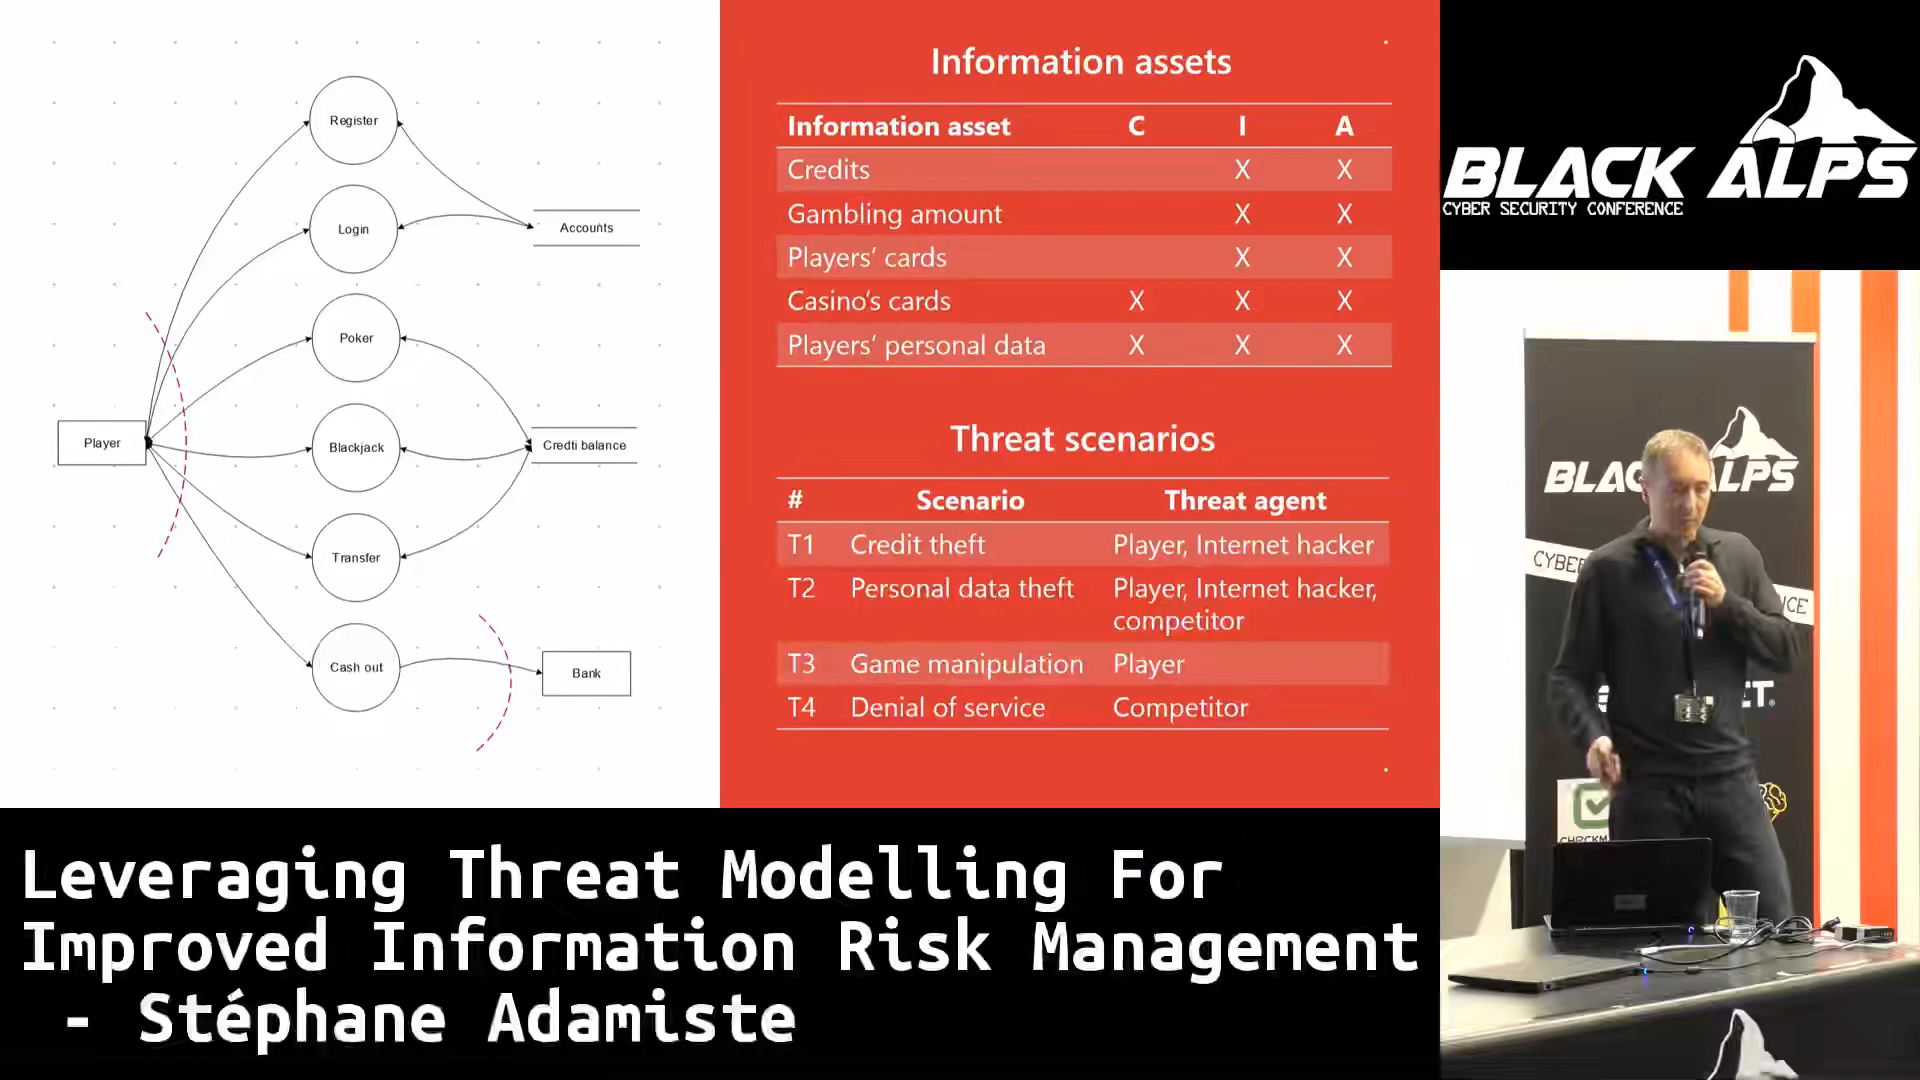 Register
Login
Accounts
Poker
Player
Blackjack
Credti balance
Transfer
Cash out
Bank
Information assets
Information asset C I A
Credits X X
Gambling amount X X
Players' cards X X
Casino's cards X X X
Players' personal data X X X
Threat scenarios
# Scenario Threat agent
T1 Credit theft Player, Internet hacker
T2 Personal data theft Player, Internet hacker,
competitor
T3 Game manipulation Player
T4 Denial of service Competitor
BLACK ALPS
CYBER SECURITY CONFERENCE
Leveraging Threat Modelling For
Improved Information Risk Management
- Stéphane Adamiste